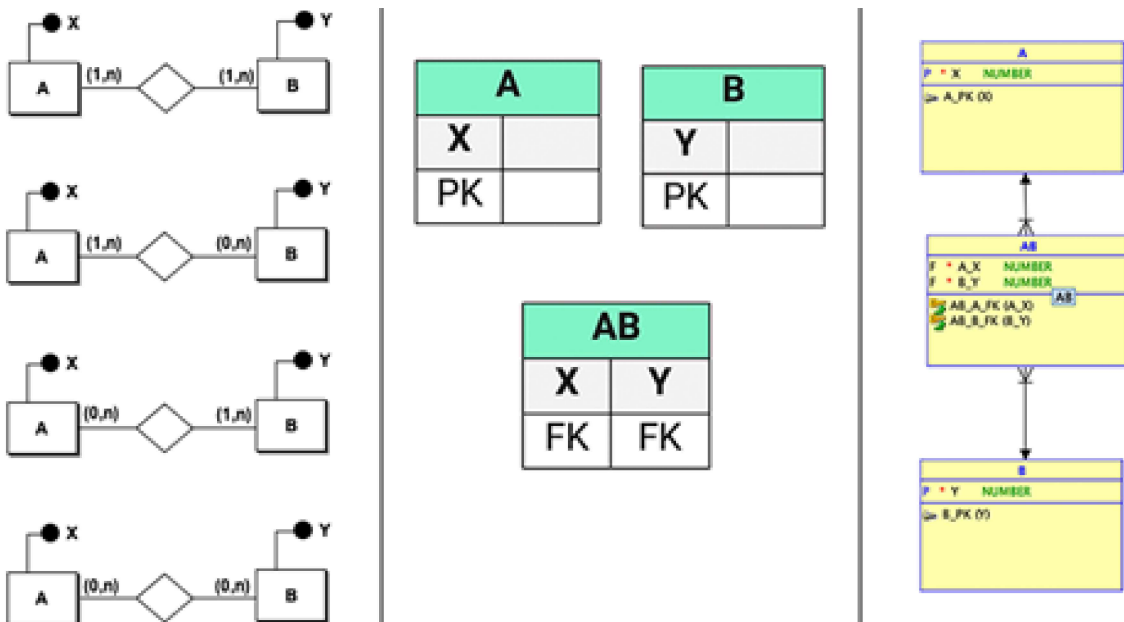 X
Y
A
(1,n)
(1,n)
B
X
Y
A
(1,n)
(0,n)
B
X
Y
A
(0,n)
(1,n)
B
X
Y
A
(0,n)
(0,n)
B
A
X
PK
B
Y
PK
AB
X Y
FK FK
A
P * X NUMBER
A_PK (X)
AB
F * A_X NUMBER
F * B_Y NUMBER
AB
AB_A_FK (A_X)
AB_B_FK (B_Y)
B
P * Y NUMBER
B_PK (Y)